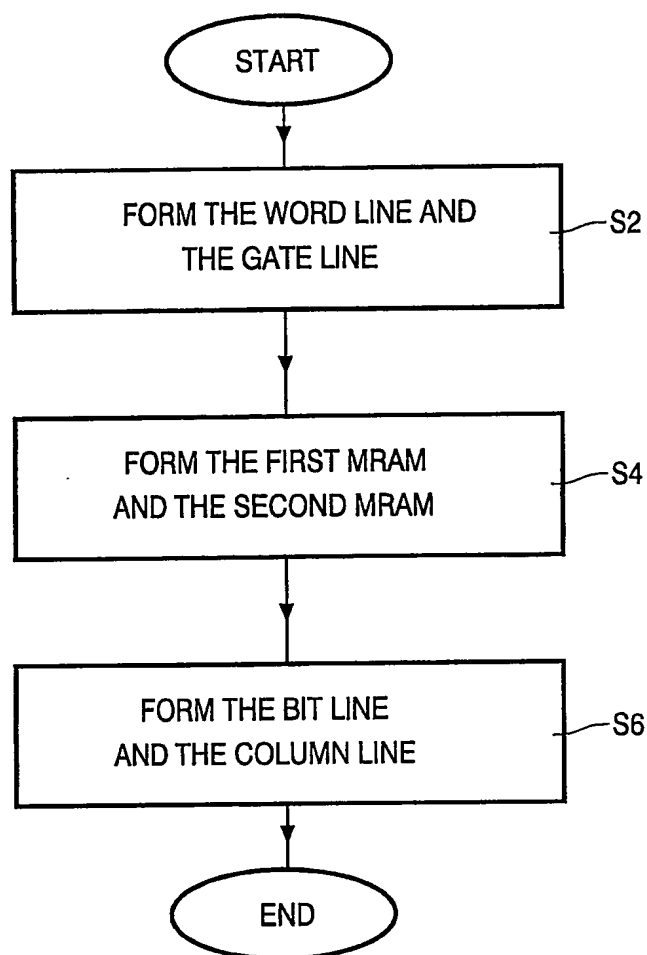 START
FORM THE WORD LINE AND
THE GATE LINE
S2
FORM THE FIRST MRAM
AND THE SECOND MRAM
S4
FORM THE BIT LINE
AND THE COLUMN LINE
S6
END